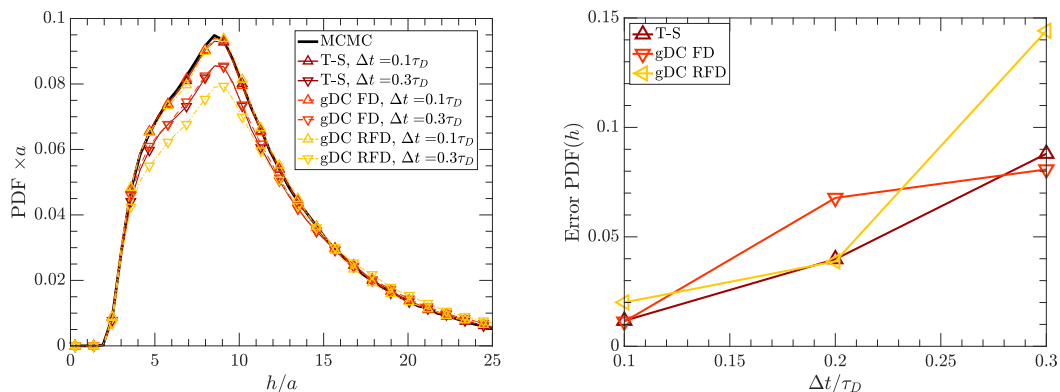 0.1
0.08
0.06
0.04
0.02
0
PDF ×a
0 5 10 15 20 25
h/a
MCMC
T-S, Δt =0.1τ_D
T-S, Δt =0.3τ_D
gDC FD, Δt =0.1τ_D
gDC FD, Δt =0.3τ_D
gDC RFD, Δt =0.1τ_D
gDC RFD, Δt =0.3τ_D
0.15
0.10
0.05
0
Error PDF(h)
0.1 0.15 0.2 0.25 0.3
Δt/τ_D
T-S
gDC FD
gDC RFD